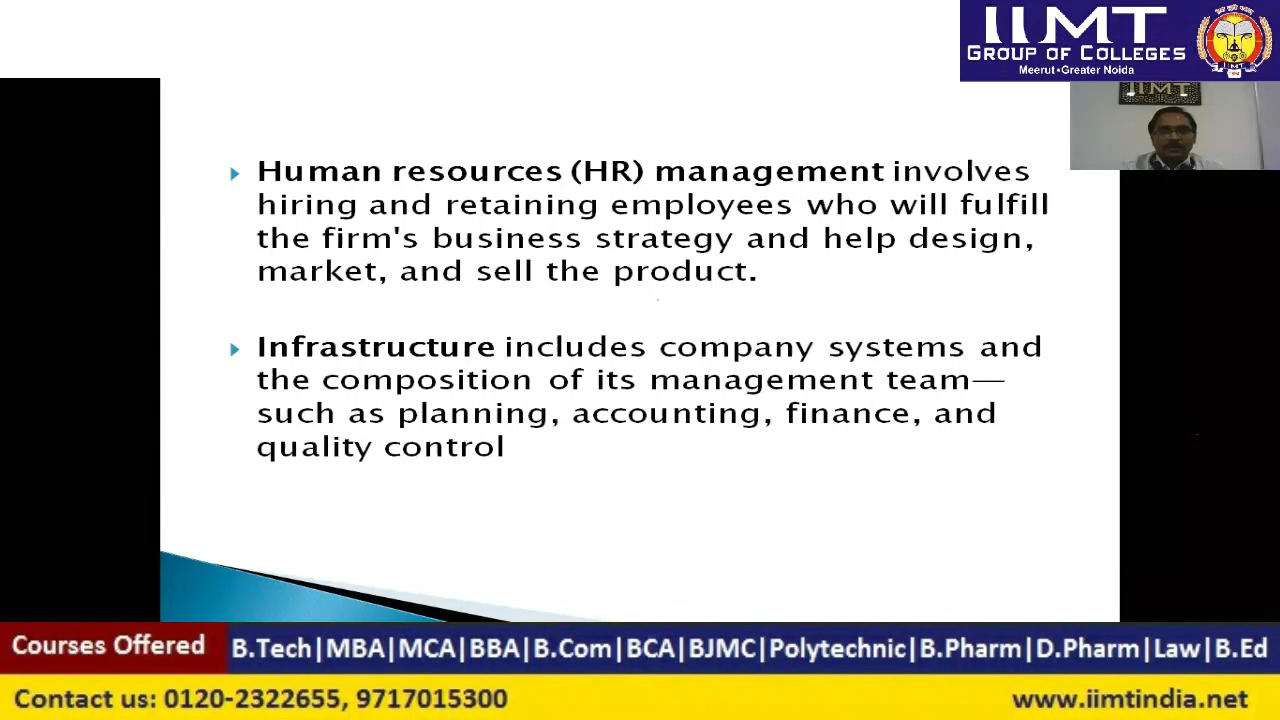 IIMT
GROUP OF COLLEGES
Meerut•Greater Noida
IIMT
Human resources (HR) management involves
hiring and retaining employees who will fulfill
the firm's business strategy and help design,
market, and sell the product.
Infrastructure includes company systems and
the composition of its management team—
such as planning, accounting, finance, and
quality control
Courses Offered
B.Tech|MBA|MCA|BBA|B.Com|BCA|BJMC|Polytechnic|B.Pharm|D.Pharm|Law|B.Ed
Contact us: 0120-2322655, 9717015300
www.iimtindia.net